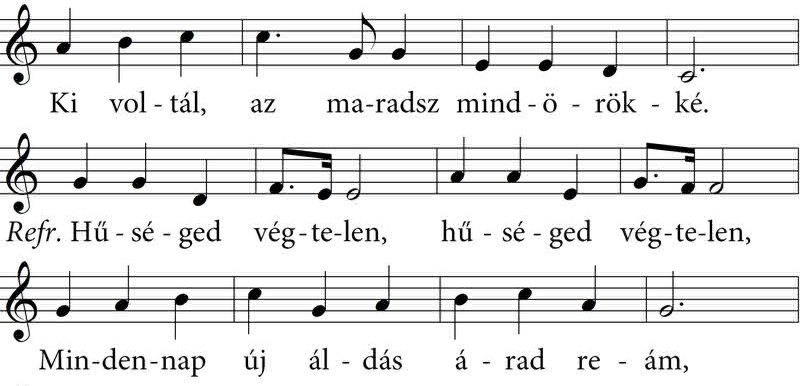 Ki vol - tál, az ma-radsz mind - ö - rök - ké.
Refr. Hű - sé - ged vég-te-len, hű - sé - ged vég-te-len,
Min-den-nap új ál - dás á - rad re - ám,